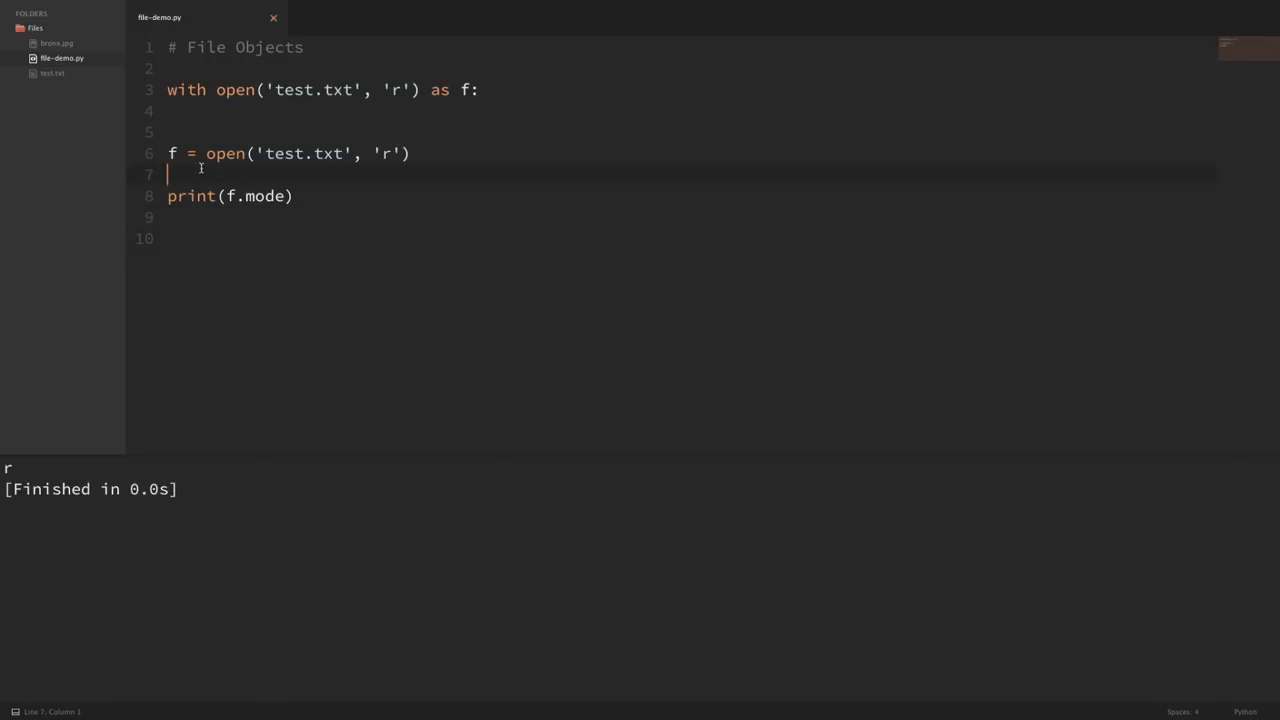 FOLDERS
Files
bronx.jpg
file-demo.py
test.txt
file-demo.py
1 # File Objects
2
3 with open('test.txt', 'r') as f:
4
5
6 f = open('test.txt', 'r')
7
8 print(f.mode)
9
10
r
[Finished in 0.0s]
Line 7, Column 1
Spaces: 4
Python